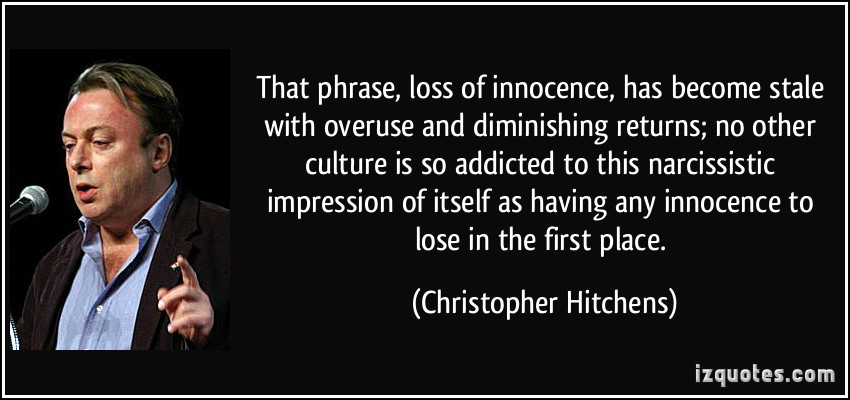 That phrase, loss of innocence, has become stale
with overuse and diminishing returns; no other
culture is so addicted to this narcissistic
impression of itself as having any innocence to
lose in the first place.
(Christopher Hitchens)
izquotes.com